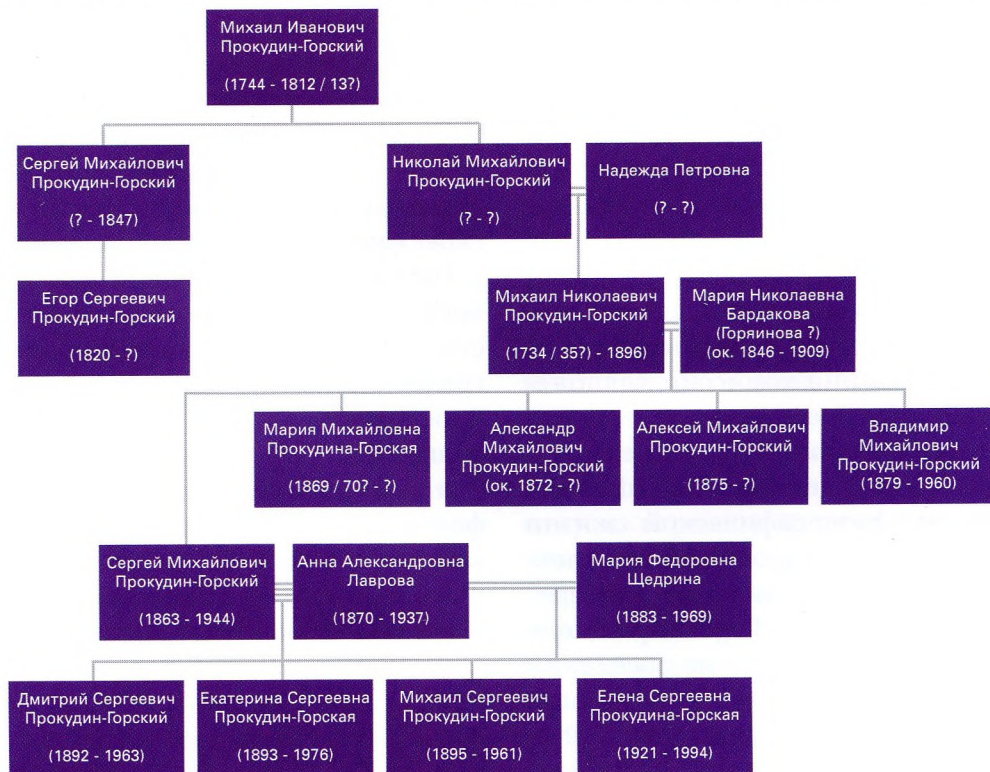 Михаил Иванович
Прокудин-Горский
(1744 - 1812 / 13?)
Сергей Михайлович
Прокудин-Горский
(? - 1847)
Николай Михайлович
Прокудин-Горский
(? - ?)
Надежда Петровна
(? - ?)
Егор Сергеевич
Прокудин-Горский
(1820 - ?)
Михаил Николаевич
Прокудин-Горский
(1734 / 35?) - 1896)
Мария Николаевна
Бардакова
(Горяинова ?)
(ок. 1846 - 1909)
Мария Михайловна
Прокудина-Горская
(1869 / 70? - ?)
Александр
Михайлович
Прокудин-Горский
(ок. 1872 - ?)
Алексей Михайлович
Прокудин-Горский
(1875 - ?)
Владимир
Михайлович
Прокудин-Горский
(1879 - 1960)
Сергей Михайлович
Прокудин-Горский
(1863 - 1944)
Анна Александровна
Лаврова
(1870 - 1937)
Мария Федоровна
Щедрина
(1883 - 1969)
Дмитрий Сергеевич
Прокудин-Горский
(1892 - 1963)
Екатерина Сергеевна
Прокудин-Горская
(1893 - 1976)
Михаил Сергеевич
Прокудин-Горский
(1895 - 1961)
Елена Сергеевна
Прокудина-Горская
(1921 - 1994)